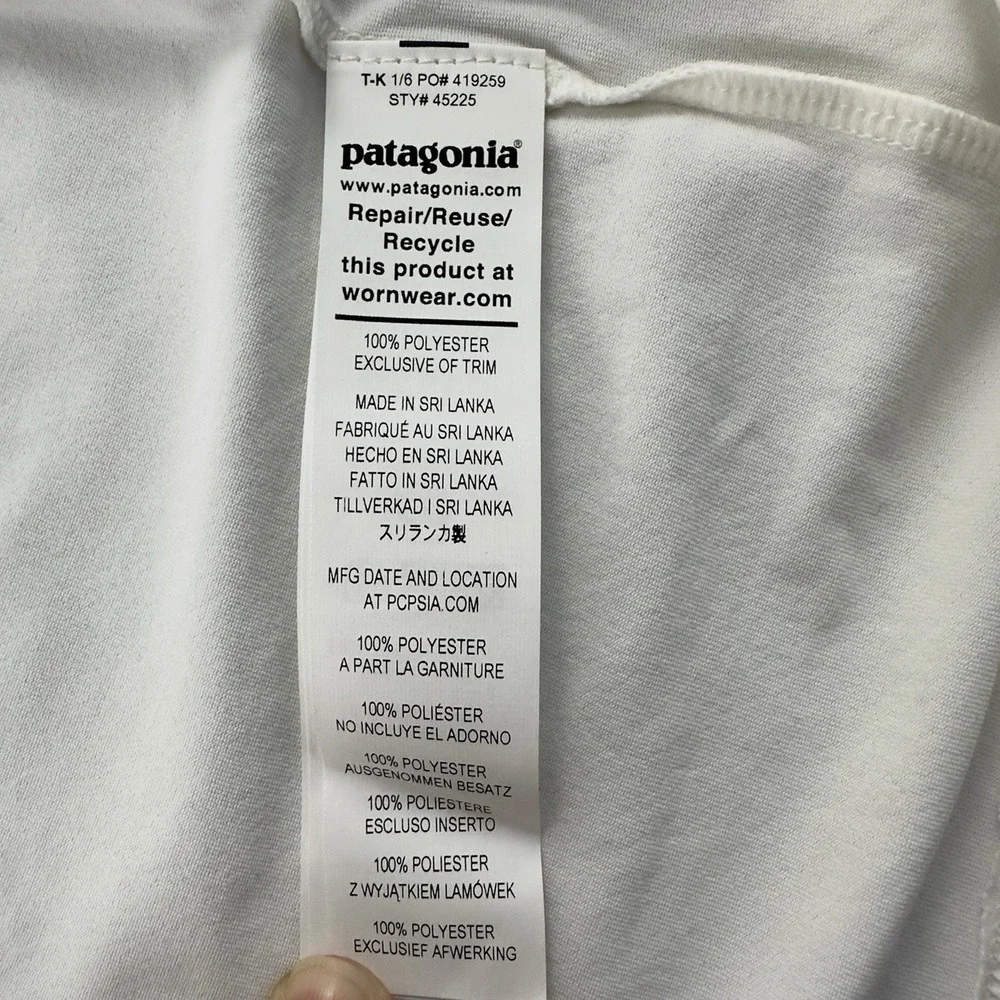 T-K 1/6 PO# 419259
STY# 45225
patagonia®
www.patagonia.com
Repair/Reuse/
Recycle
this product at
wornwear.com
100% POLYESTER
EXCLUSIVE OF TRIM
MADE IN SRI LANKA
FABRIQUÉ AU SRI LANKA
HECHO EN SRI LANKA
FATTO IN SRI LANKA
TILLVERKAD I SRI LANKA
スリランカ製
MFG DATE AND LOCATION
AT PCPSIA.COM
100% POLYESTER
A PART LA GARNITURE
100% POLIÉSTER
NO INCLUYE EL ADORNO
100% POLYESTER
AUSGENOMMEN BESATZ
100% POLIESTERE
ESCLUSO INSERTO
100% POLIESTER
Z WYJĄTKIEM LAMÓWEK
100% POLYESTER
EXCLUSIEF AFWERKING